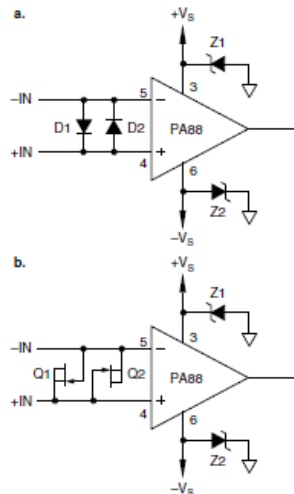 a.
+VS
Z1
3
–IN
5
–
D1
D2
PA88
+IN
4
+
6
Z2
–VS
b.
+VS
Z1
3
–IN
5
–
Q1
Q2
PA88
+IN
4
+
6
Z2
–VS